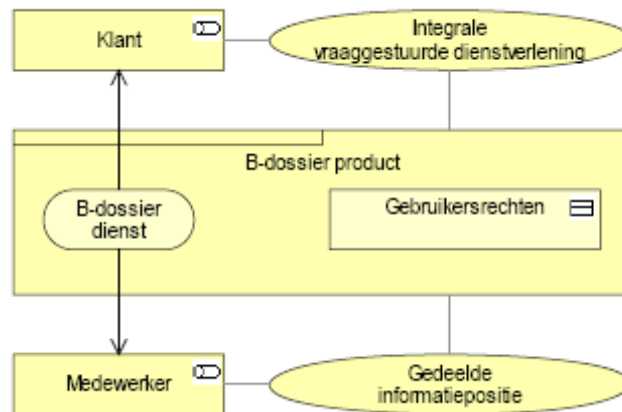 Klant
Integrale
vraaggestuurde dienstverlening
B-dossier product
B-dossier
dienst
Gebruikersrechten
Medewerker
Gedeelde
informatiepositie